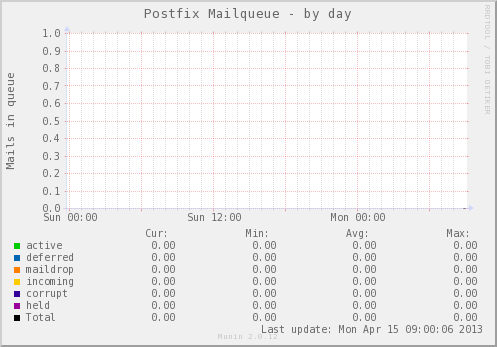 Postfix Mailqueue - by day
RRDTOOL / TOBI OETIKER
Mails in queue
1.0
0.9
0.8
0.7
0.6
0.5
0.4
0.3
0.2
0.1
0.0
Sun 00:00 Sun 12:00 Mon 00:00
Cur: Min: Avg: Max:
active 0.00 0.00 0.00 0.00
deferred 0.00 0.00 0.00 0.00
maildrop 0.00 0.00 0.00 0.00
incoming 0.00 0.00 0.00 0.00
corrupt 0.00 0.00 0.00 0.00
held 0.00 0.00 0.00 0.00
Total 0.00 0.00 0.00 0.00
Last update: Mon Apr 15 09:00:06 2013
Munin 2.0.12